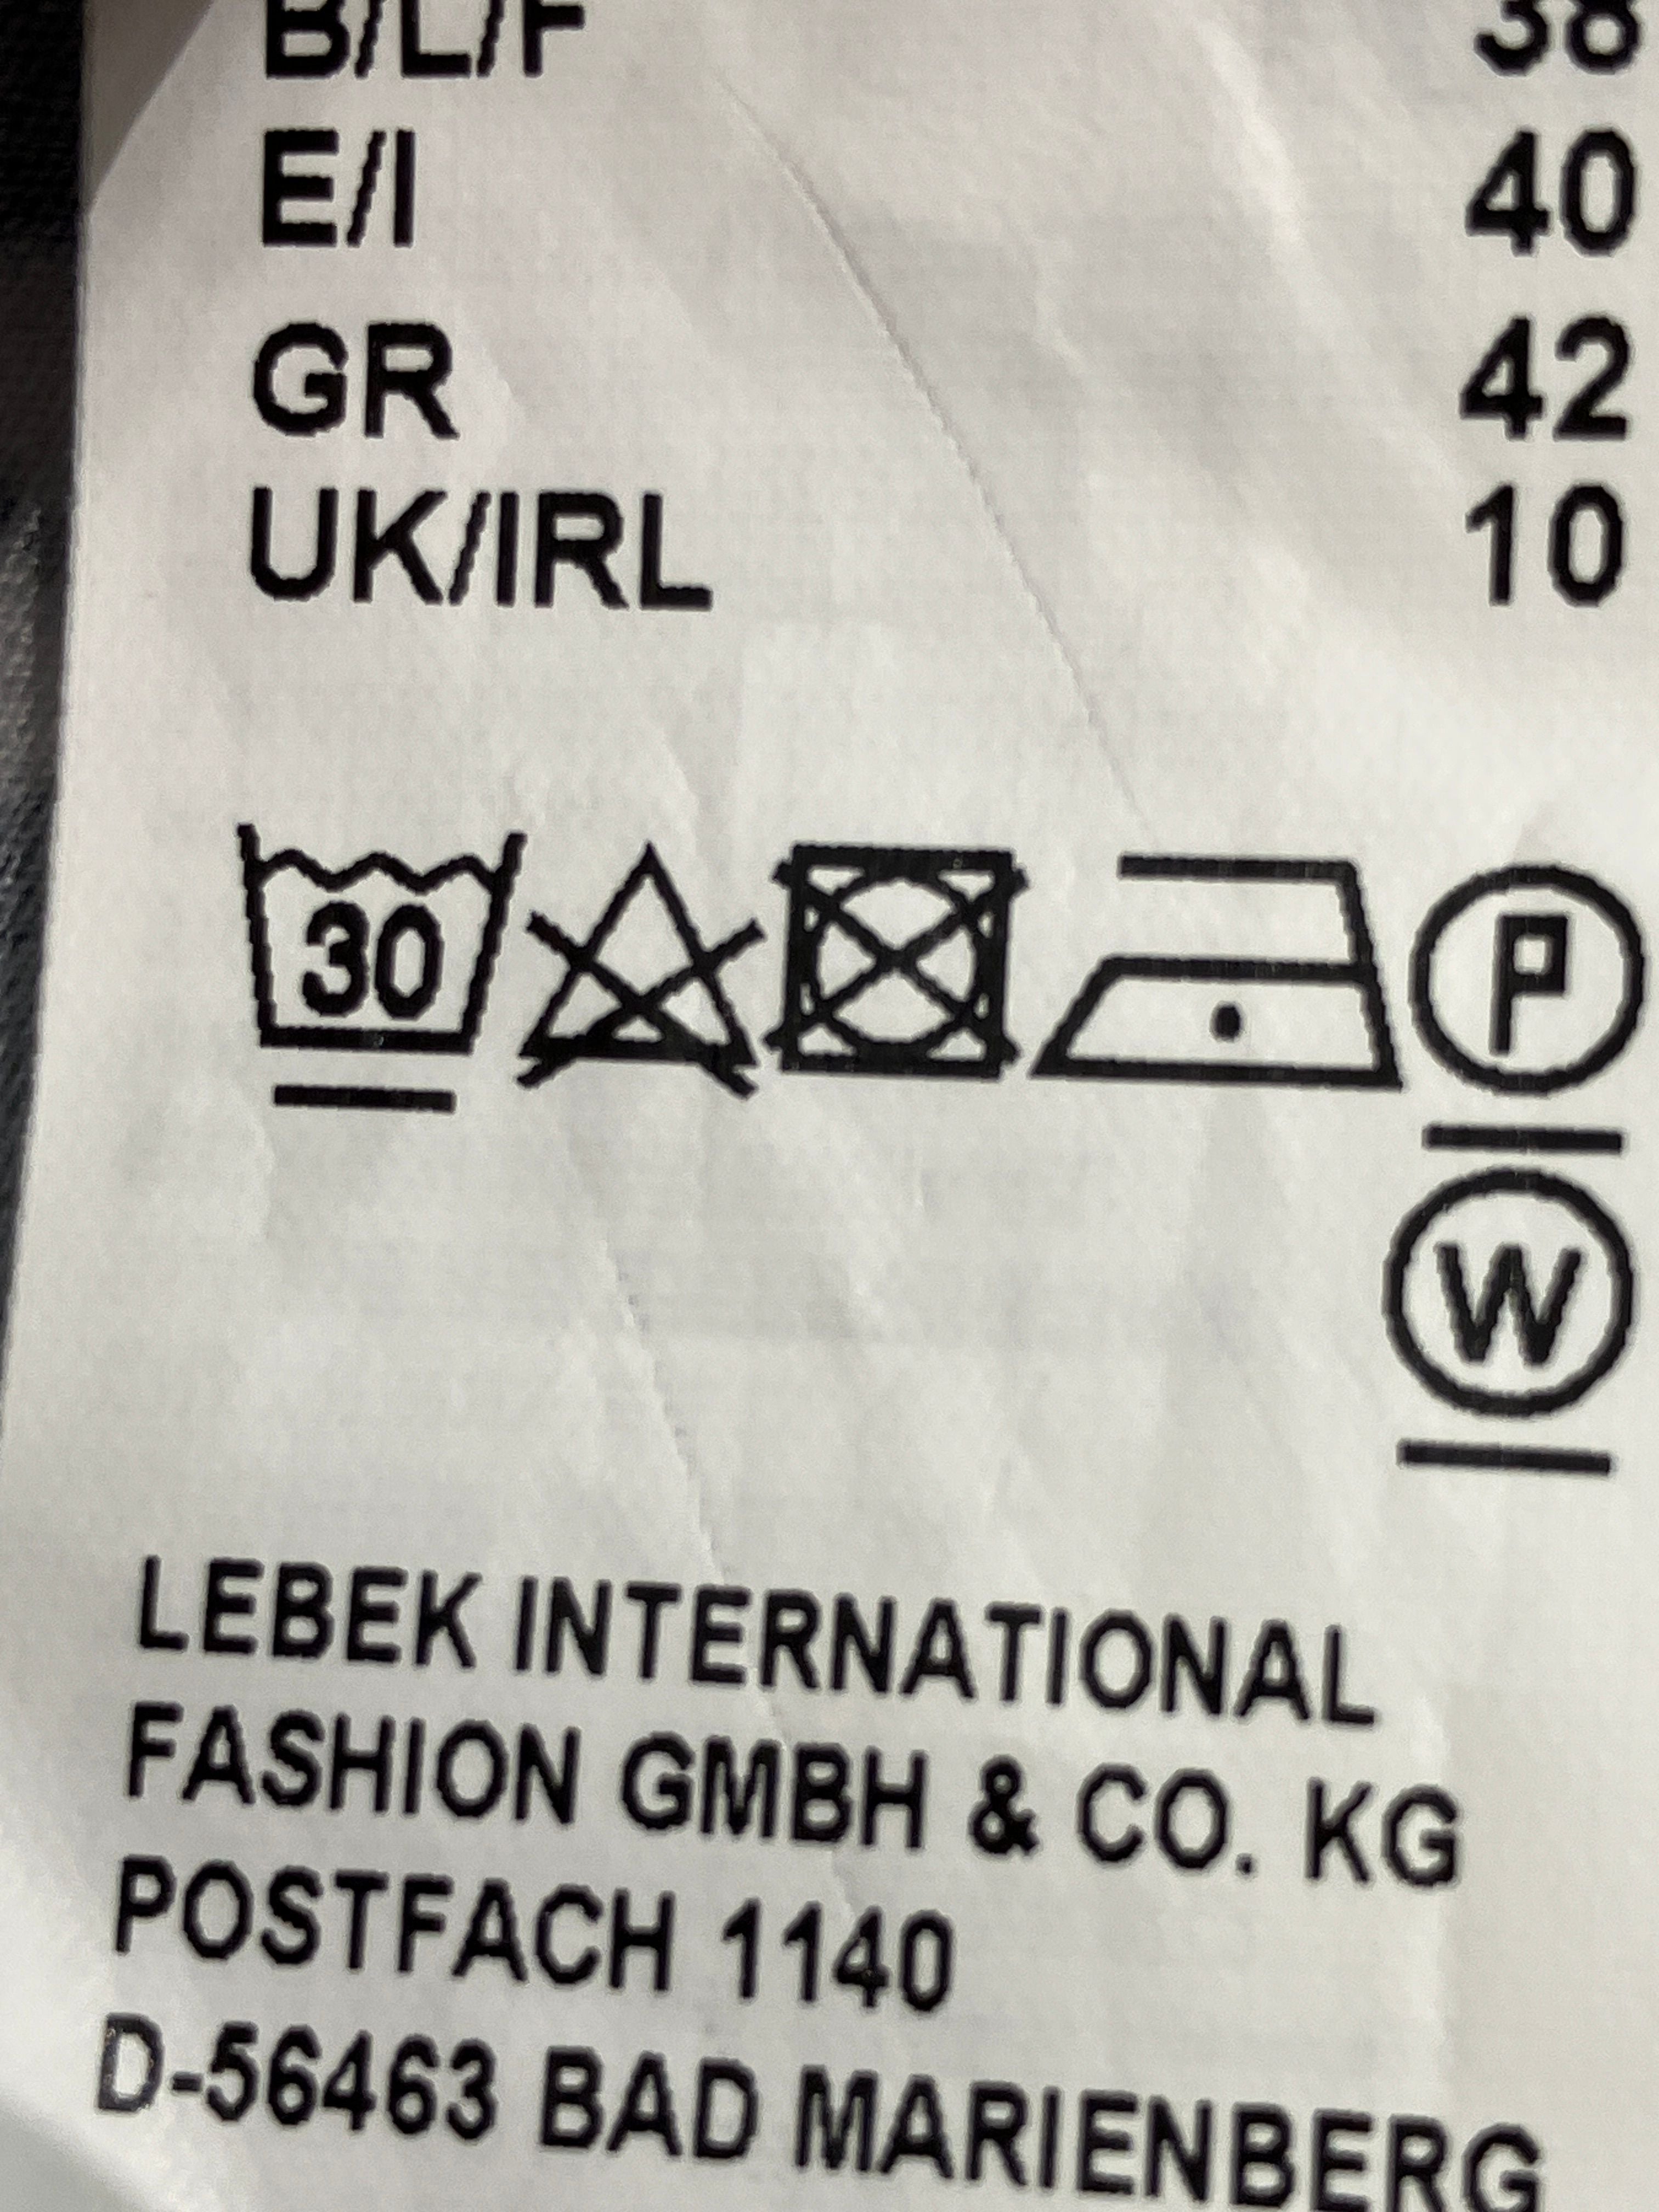 B/L/F 38
E/I 40
GR 42
UK/IRL 10
30 P
W
LEBEK INTERNATIONAL
FASHION GMBH & CO. KG
POSTFACH 1140
D-56463 BAD MARIENBERG